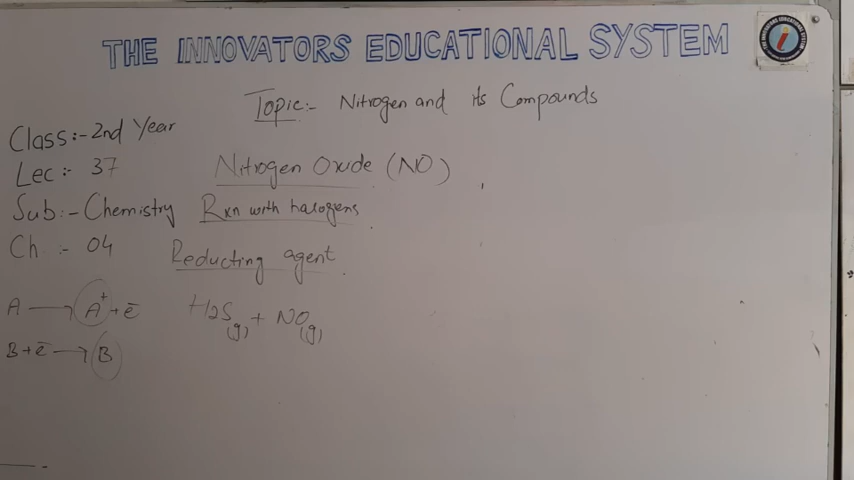 THE INNOVATORS EDUCATIONAL SYSTEM
Topic:- Nitrogen and its Compounds
Class:- 2nd Year
Lec:- 37
Nitrogen Oxide (NO)
Sub:- Chemistry
Rxn with halogens
Ch:- 04
Reducting agent
A → A⁺ + e⁻
H2S(g) + NO(g)
B + e⁻ → B